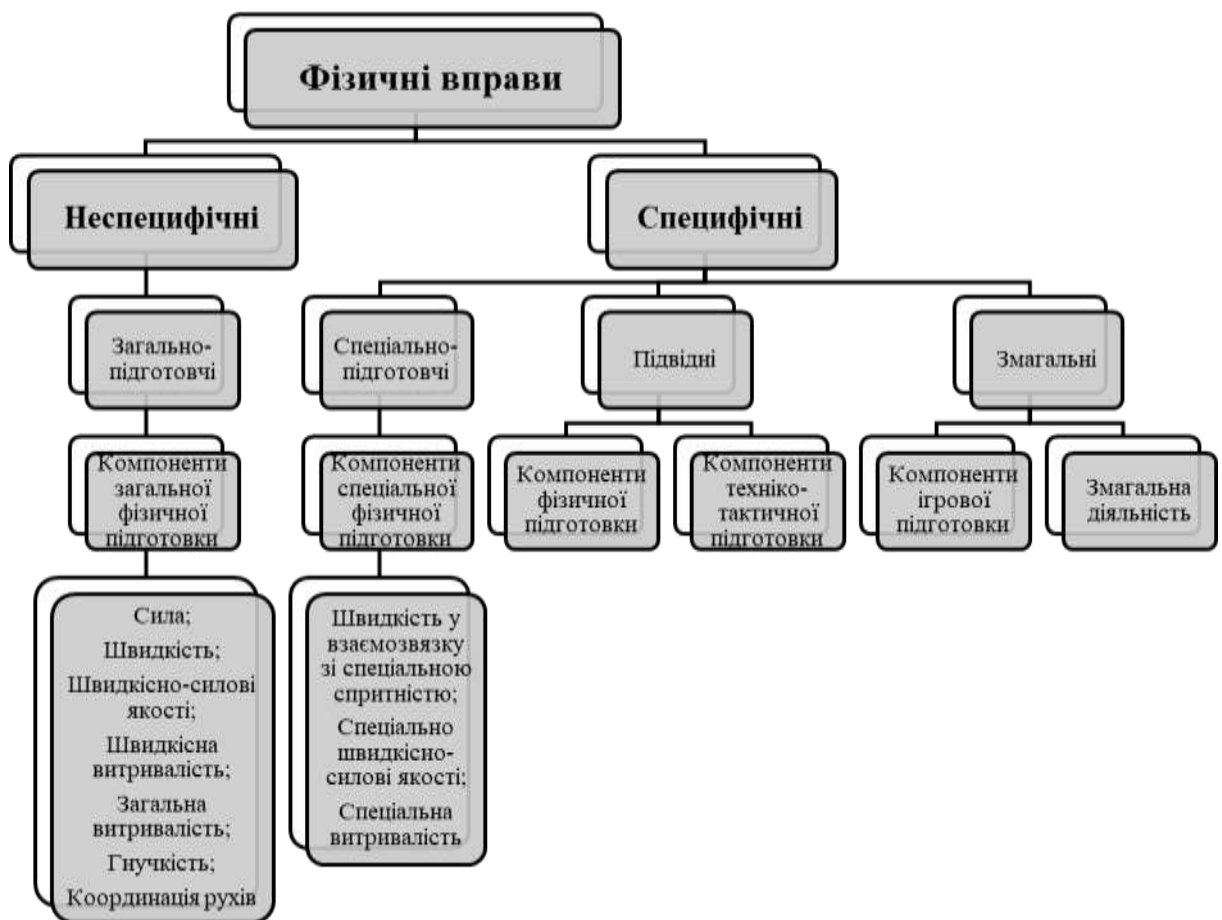 Фізичні вправи
Неспецифічні
Специфічні
Загально-
підготовчі
Спеціально-
підготовчі
Підвідні
Змагальні
Компоненти
загальної
фізичної
підготовки
Компоненти
спеціальної
фізичної
підготовки
Компоненти
фізичної
підготовки
Компоненти
техніко-
тактичної
підготовки
Компоненти
ігрової
підготовки
Змагальна
діяльність
Сила;
Швидкість;
Швидкісно-силові
якості;
Швидкісна
витривалість;
Загальна
витривалість;
Гнучкість;
Координація рухів
Швидкість у
взаємозвязку
зі спеціальною
спритністю;
Спеціально
швидкісно-
силові якості;
Спеціальна
витривалість